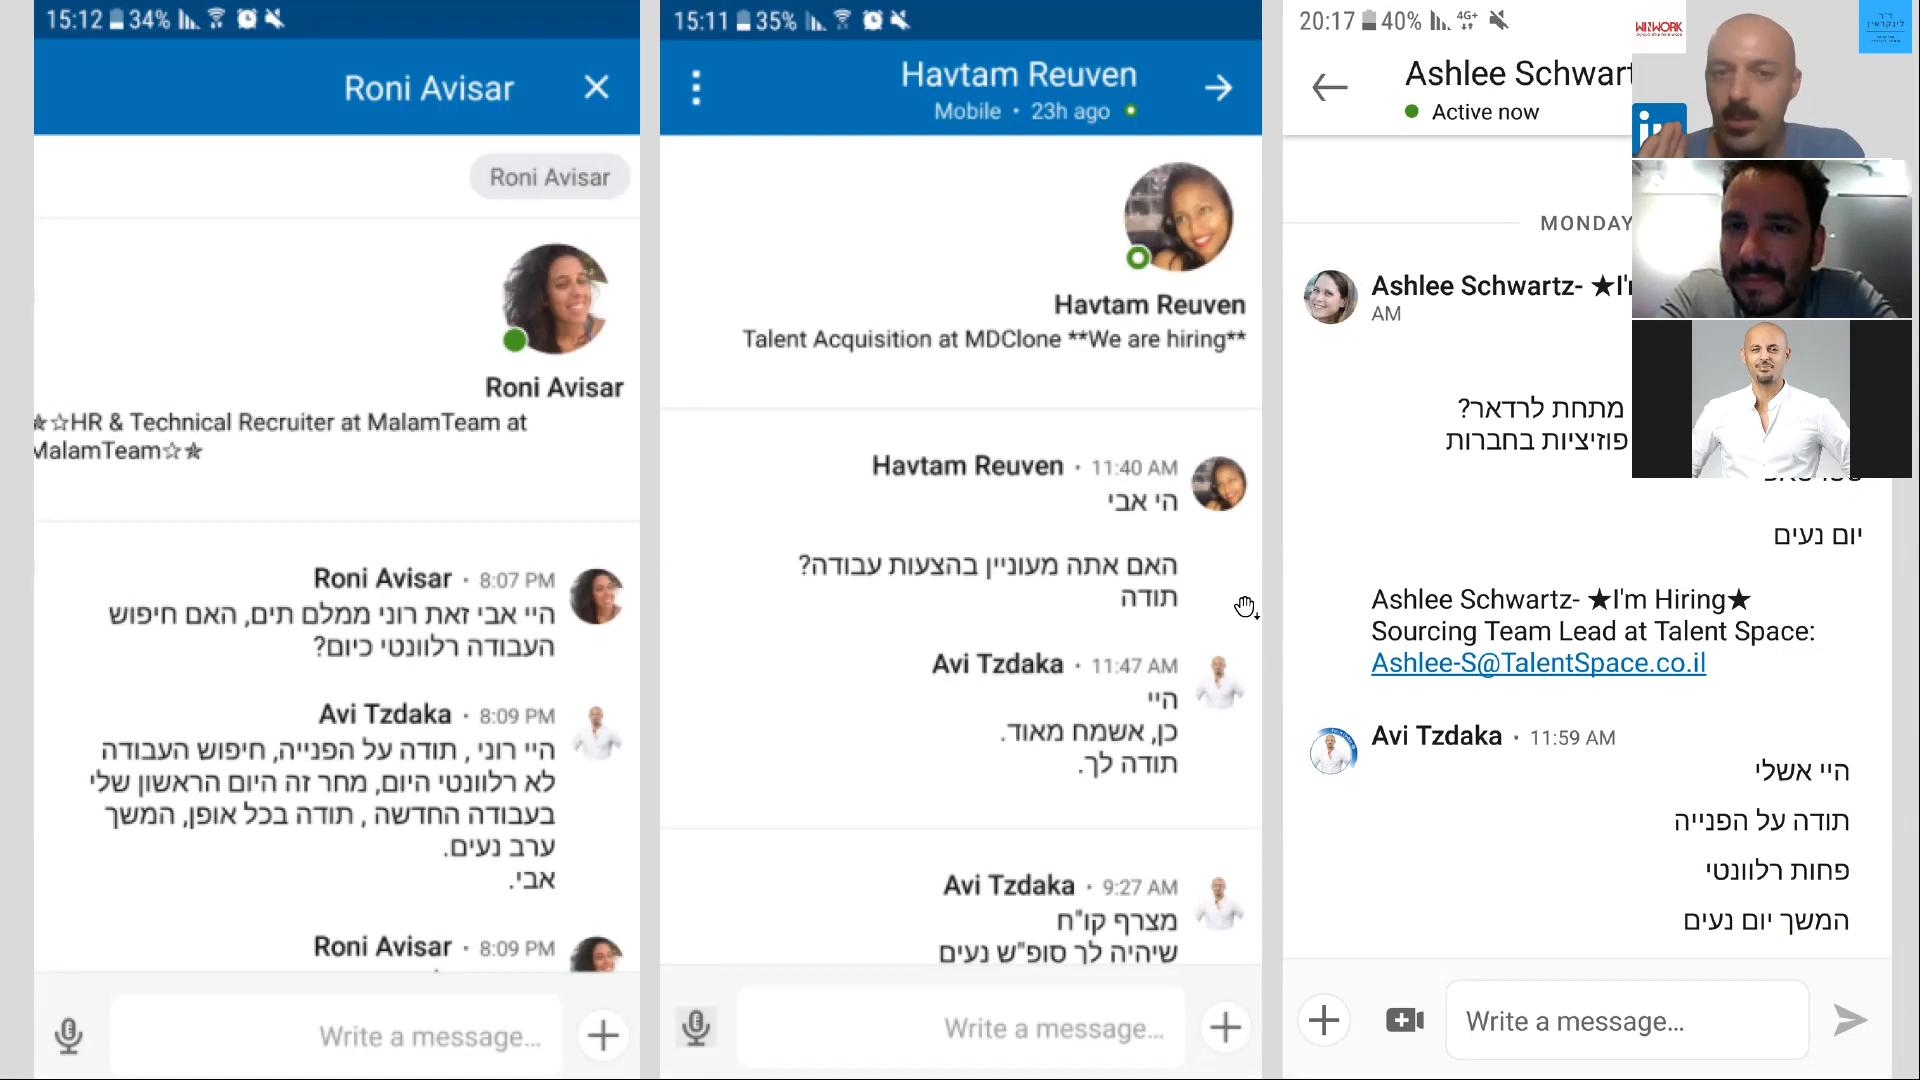 15:12 34%
Roni Avisar
Roni Avisar
Roni Avisar
★☆HR & Technical Recruiter at MalamTeam at
MalamTeam☆★
Roni Avisar • 8:07 PM
היי אבי זאת רוני ממלם תים, האם חיפוש
העבודה רלוונטי כיום?
Avi Tzdaka • 8:09 PM
היי רוני , תודה על הפנייה, חיפוש העבודה
לא רלוונטי היום, מחר זה היום הראשון שלי
בעבודה החדשה , תודה בכל אופן, המשך
ערב נעים.
אבי.
Roni Avisar • 8:09 PM
Write a message...
15:11 35%
Havtam Reuven
Mobile • 23h ago
Havtam Reuven
Talent Acquisition at MDClone **We are hiring**
Havtam Reuven • 11:40 AM
הי אבי
האם אתה מעוניין בהצעות עבודה?
תודה
Avi Tzdaka • 11:47 AM
היי
כן, אשמח מאוד.
תודה לך.
Avi Tzdaka • 9:27 AM
מצרף קו"ח
שיהיה לך סופ"ש נעים
Write a message...
20:17 40% 4G+
Ashlee Schwart
Active now
MONDAY
Ashlee Schwartz- ★I'
AM
מתחת לרדאר?
פוזיציות בחברות
יום נעים
Ashlee Schwartz- ★I'm Hiring★
Sourcing Team Lead at Talent Space:
Ashlee-S@TalentSpace.co.il
Avi Tzdaka • 11:59 AM
היי אשלי
תודה על הפנייה
פחות רלוונטי
המשך יום נעים
Write a message...
WINWORK
ד"ר
לינקדאין
in